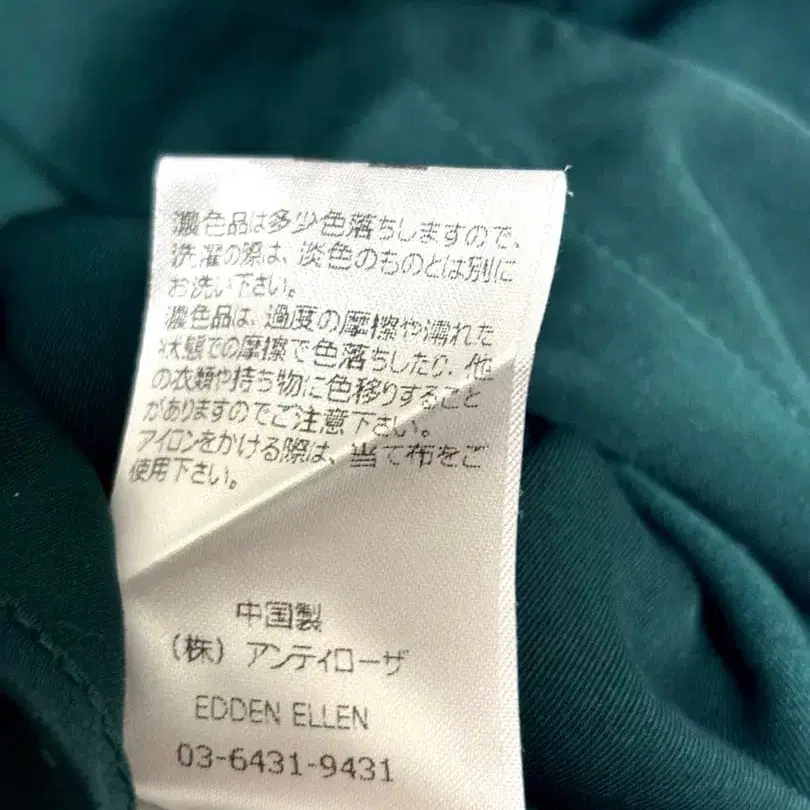 濃色品は多少色落ちしますので、
洗濯の際は、淡色のものとは別に
お洗い下さい。
濃色品は、過度の摩擦や濡れた
状態での摩擦で色落ちしたり、他
の衣類や持ち物に色移りすること
がありますのでご注意下さい。
アイロンをかける際は、当て布をご
使用下さい。
中国製
(株) アンティローザ
EDDEN ELLEN
03-6431-9431